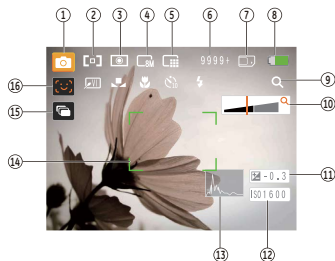 ① ② ③ ④ ⑤ ⑥ ⑦ ⑧
8M 9999+
⑯ ⑨
⑮ ⑩
⑭ -0.3 ⑪
ISO1600
⑬ ⑫